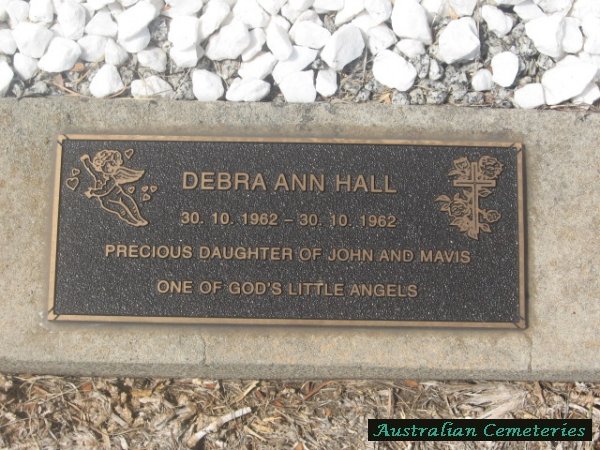 DEBRA ANN HALL
30. 10. 1962 – 30. 10. 1962
PRECIOUS DAUGHTER OF JOHN AND MAVIS
ONE OF GOD'S LITTLE ANGELS
Australian Cemeteries